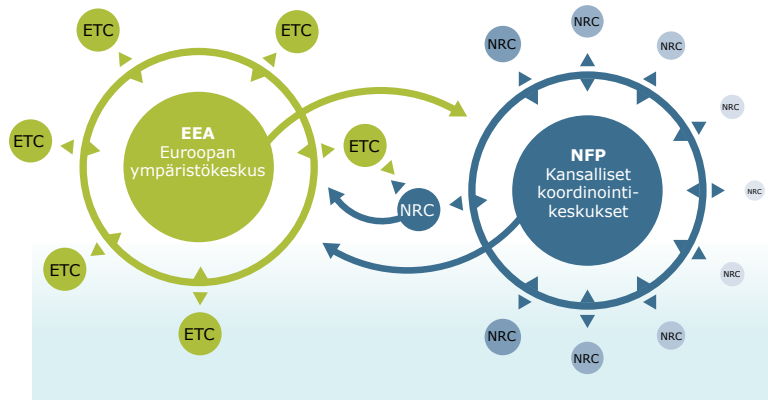 ETC
ETC
ETC
ETC
ETC
ETC
ETC
EEA
Euroopan
ympäristökeskus
NRC
NRC
NRC
NRC
NRC
NRC
NRC
NRC
NRC
NRC
NFP
Kansalliset
koordinointi-
keskukset